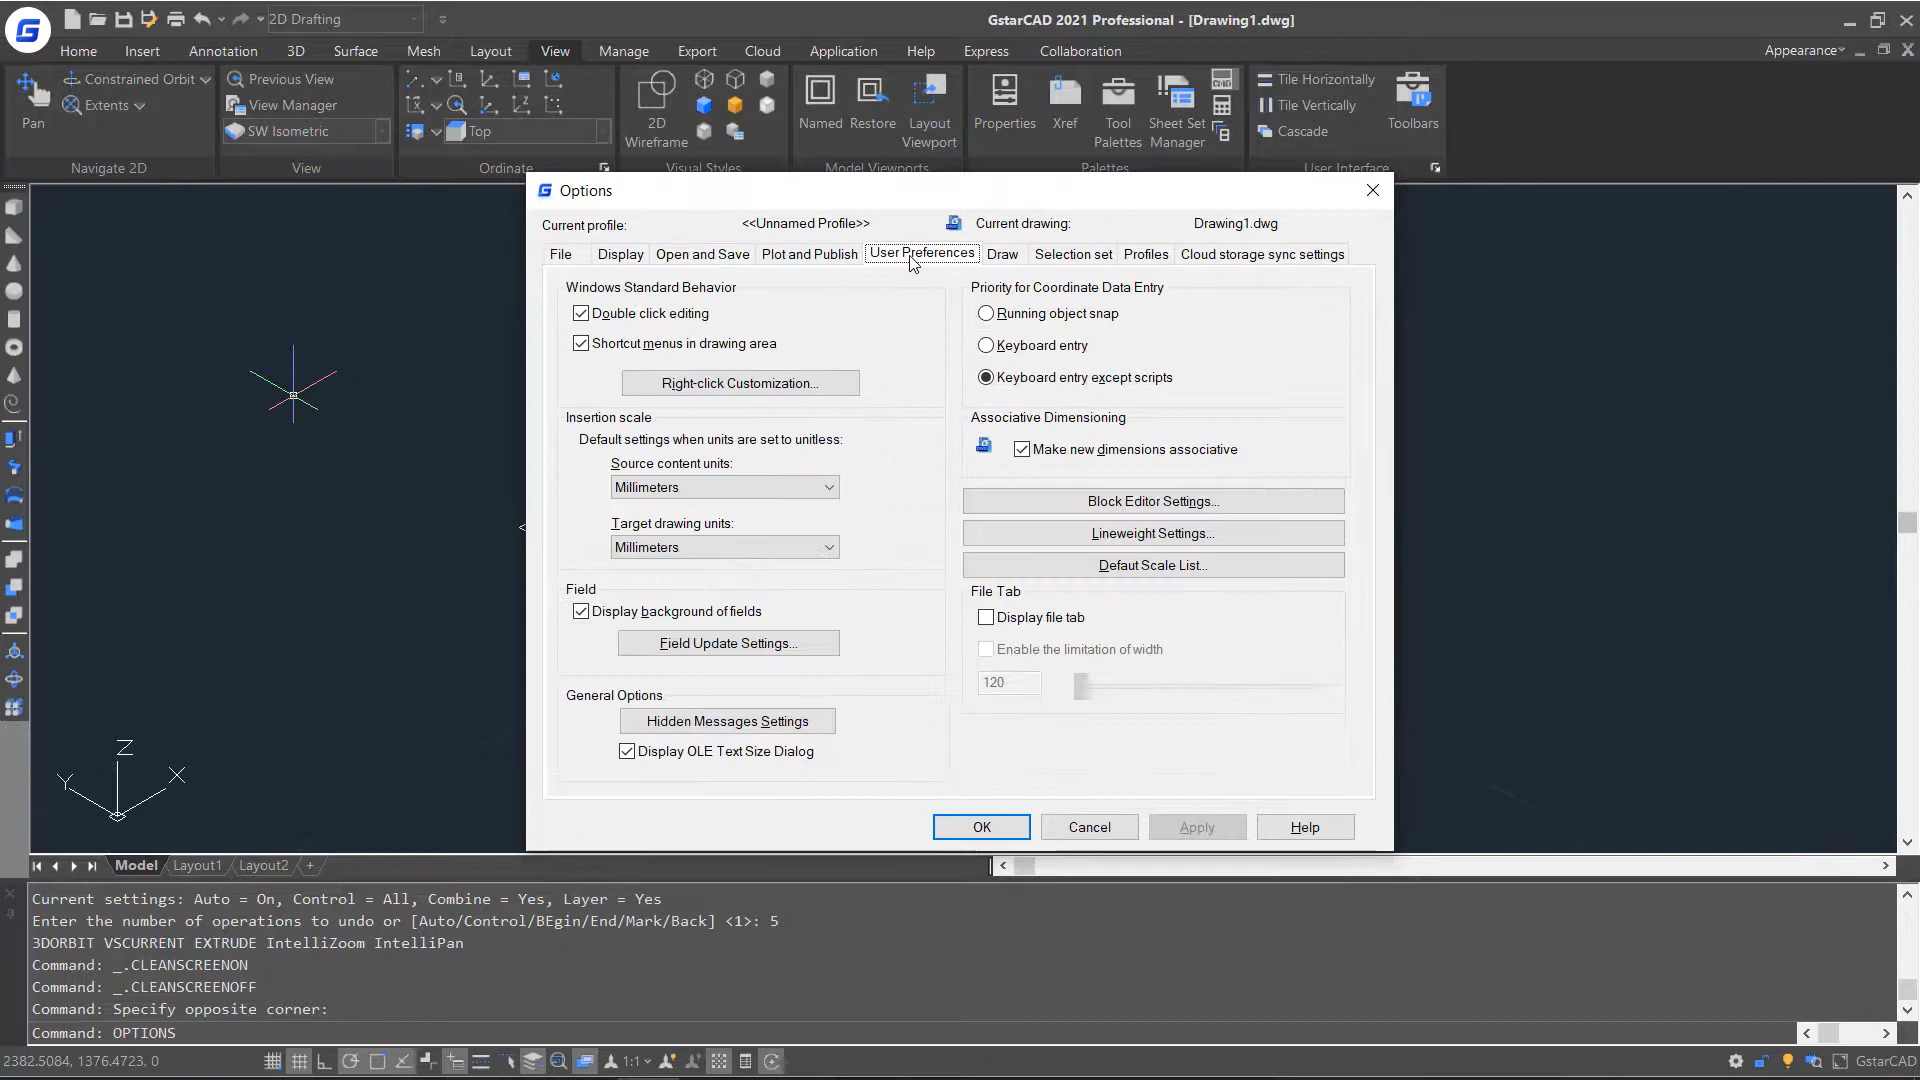 2D Drafting
GstarCAD 2021 Professional - [Drawing1.dwg]
Home Insert Annotation 3D Surface Mesh Layout View Manage Export Cloud Application Help Express Collaboration Appearance
Constrained Orbit Previous View Tile Horizontally
Extents View Manager Tile Vertically
SW Isometric Top Cascade
Pan 2D Wireframe Named Restore Layout Viewport Properties Xref Tool Palettes Sheet Set Manager Toolbars
Navigate 2D View Ordinate Visual Styles Model Viewports Palettes User Interface
Options
Current profile: <<Unnamed Profile>> Current drawing: Drawing1.dwg
File Display Open and Save Plot and Publish User Preferences Draw Selection set Profiles Cloud storage sync settings
Windows Standard Behavior
Double click editing
Shortcut menus in drawing area
Right-click Customization...
Insertion scale
Default settings when units are set to unitless:
Source content units:
Millimeters
Target drawing units:
Millimeters
Field
Display background of fields
Field Update Settings...
General Options
Hidden Messages Settings
Display OLE Text Size Dialog
Priority for Coordinate Data Entry
Running object snap
Keyboard entry
Keyboard entry except scripts
Associative Dimensioning
Make new dimensions associative
Block Editor Settings...
Lineweight Settings...
Defaut Scale List...
File Tab
Display file tab
Enable the limitation of width
120
OK Cancel Apply Help
Z
Y X
Model Layout1 Layout2 +
Current settings: Auto = On, Control = All, Combine = Yes, Layer = Yes
Enter the number of operations to undo or [Auto/Control/BEgin/End/Mark/Back] <1>: 5
3DORBIT VSCURRENT EXTRUDE IntelliZoom IntelliPan
Command: _.CLEANSCREENON
Command: _.CLEANSCREENOFF
Command: Specify opposite corner:
Command: OPTIONS
2382.5084, 1376.4723, 0 1:1 GstarCAD